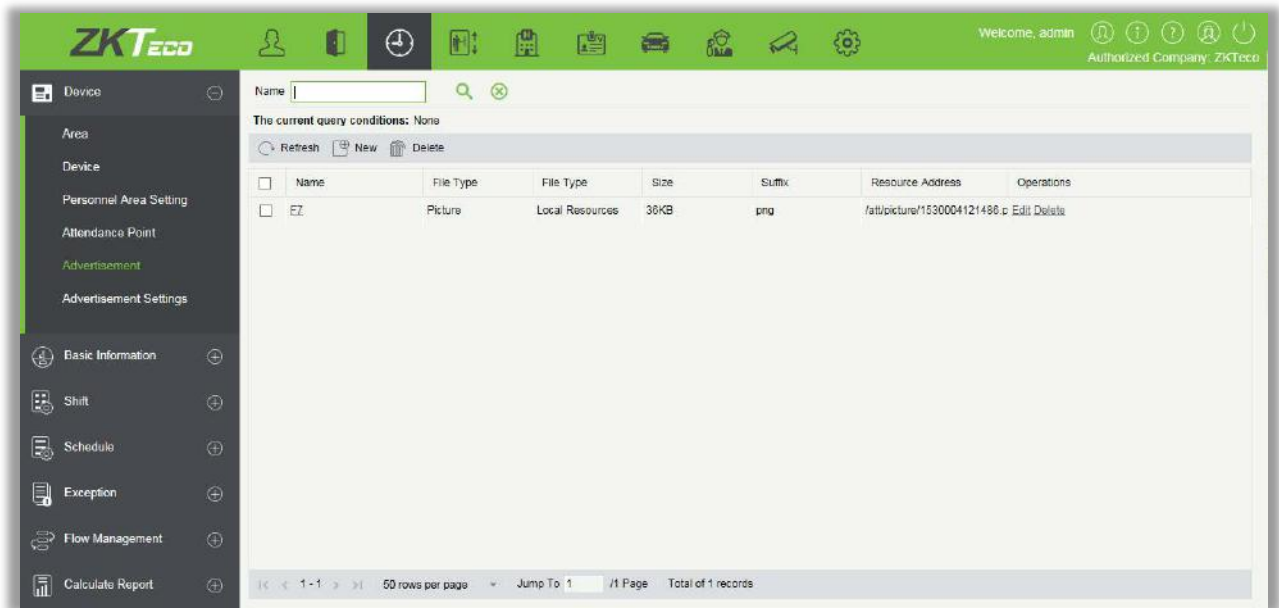 ZKTeco
Welcome, admin
Authorized Company: ZKTeco
Device
Area
Device
Personnel Area Setting
Attendance Point
Advertisement
Advertisement Settings
Basic Information
Shift
Schedule
Exception
Flow Management
Calculate Report
Name
The current query conditions: None
Refresh New Delete
Name File Type File Type Size Suffix Resource Address Operations
Picture Local Resources 36KB png /att/picture/1530004121486.p Edit Delete
1-1 50 rows per page Jump To 1 /1 Page Total of 1 records